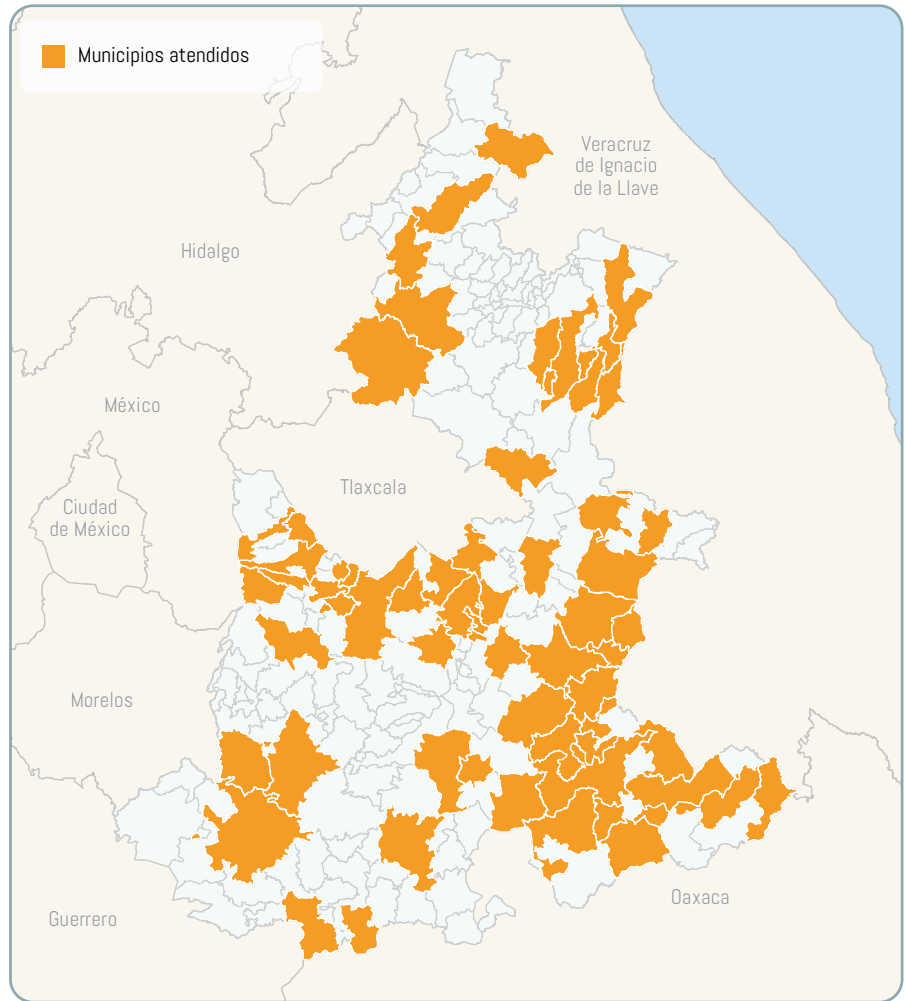 Municipios atendidos
Veracruz
de Ignacio
de la Llave
Hidalgo
México
Tlaxcala
Ciudad
de México
Morelos
Oaxaca
Guerrero